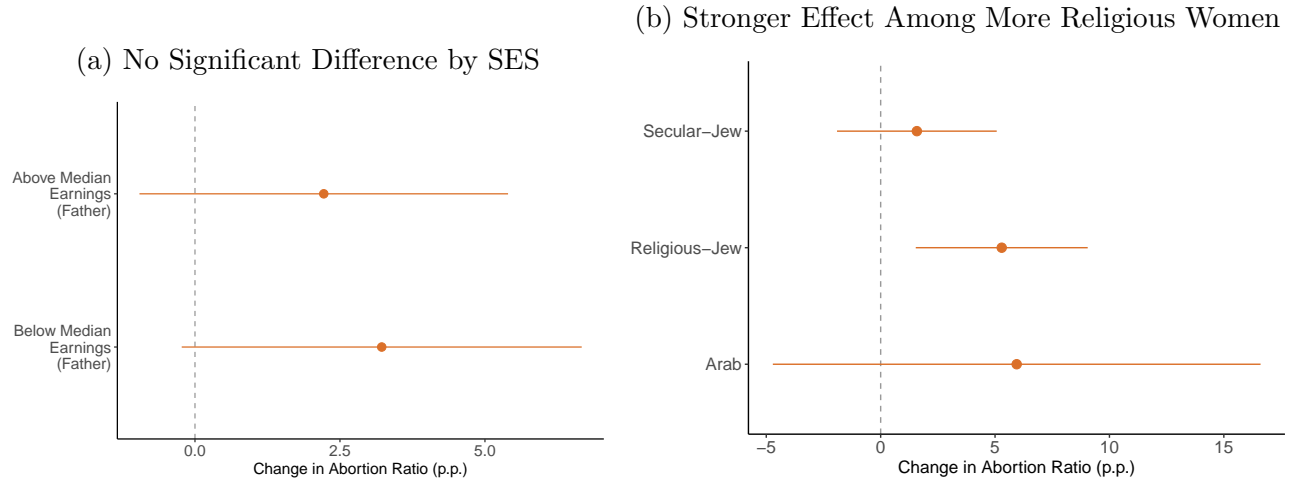 (a) No Significant Difference by SES
Above Median
Earnings
(Father)
Below Median
Earnings
(Father)
0.0 2.5 5.0
Change in Abortion Ratio (p.p.)
(b) Stronger Effect Among More Religious Women
Secular−Jew
Religious−Jew
Arab
−5 0 5 10 15
Change in Abortion Ratio (p.p.)